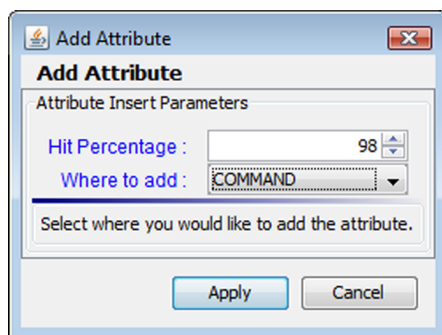 Add Attribute
Add Attribute
Attribute Insert Parameters
Hit Percentage : 98
Where to add : COMMAND
Select where you would like to add the attribute.
Apply Cancel